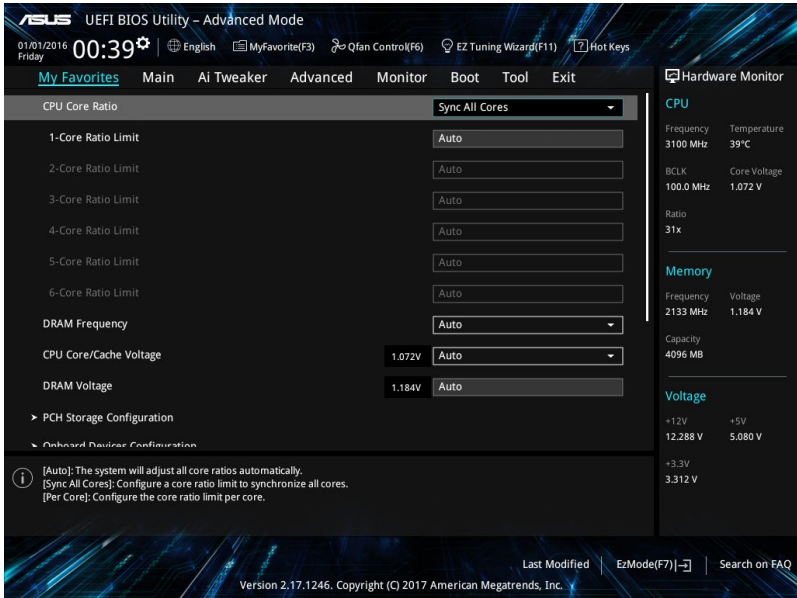 ASUS UEFI BIOS Utility – Advanced Mode
01/01/2016 Friday 00:39 English MyFavorite(F3) Qfan Control(F6) EZ Tuning Wizard(F11) ? Hot Keys
My Favorites Main Ai Tweaker Advanced Monitor Boot Tool Exit
CPU Core Ratio Sync All Cores
1-Core Ratio Limit Auto
2-Core Ratio Limit Auto
3-Core Ratio Limit Auto
4-Core Ratio Limit Auto
5-Core Ratio Limit Auto
6-Core Ratio Limit Auto
DRAM Frequency Auto
CPU Core/Cache Voltage 1.072V Auto
DRAM Voltage 1.184V Auto
> PCH Storage Configuration
> Onboard Devices Configuration
[Auto]: The system will adjust all core ratios automatically.
[Sync All Cores]: Configure a core ratio limit to synchronize all cores.
[Per Core]: Configure the core ratio limit per core.
Hardware Monitor
CPU
Frequency Temperature
3100 MHz 39°C
BCLK Core Voltage
100.0 MHz 1.072 V
Ratio
31x
Memory
Frequency Voltage
2133 MHz 1.184 V
Capacity
4096 MB
Voltage
+12V +5V
12.288 V 5.080 V
+3.3V
3.312 V
Last Modified EzMode(F7) Search on FAQ
Version 2.17.1246. Copyright (C) 2017 American Megatrends, Inc.